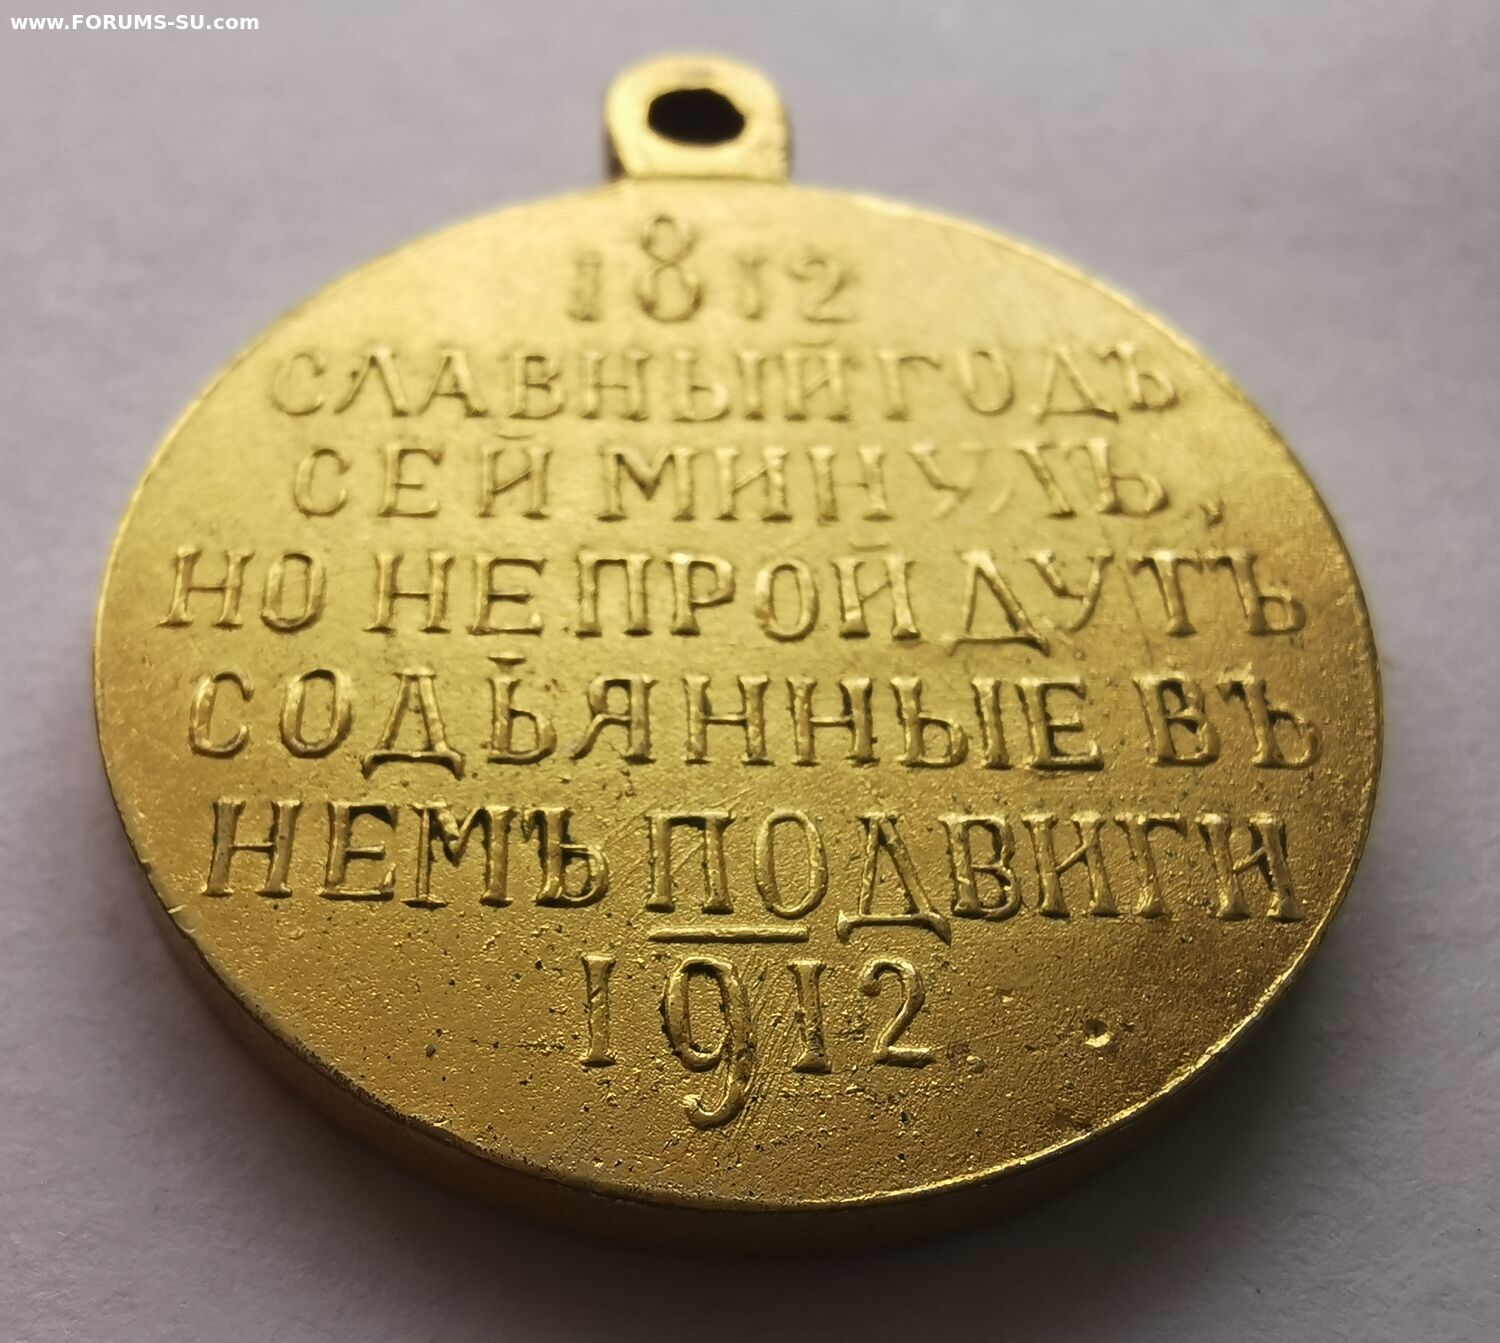 www.FORUMS-SU.com
1812
СЛАВНЫЙ ГОДЪ
СЕЙ МИНУЛЪ,
НО НЕ ПРОЙДУТЪ
СОДѢЯННЫЕ ВЪ
НЕМЪ ПОДВИГИ
1912